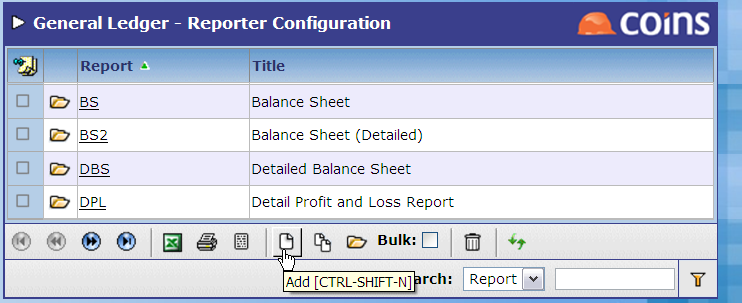 General Ledger - Reporter Configuration
coins
Report Title
BS Balance Sheet
BS2 Balance Sheet (Detailed)
DBS Detailed Balance Sheet
DPL Detail Profit and Loss Report
Bulk:
Add [CTRL-SHIFT-N]
arch: Report